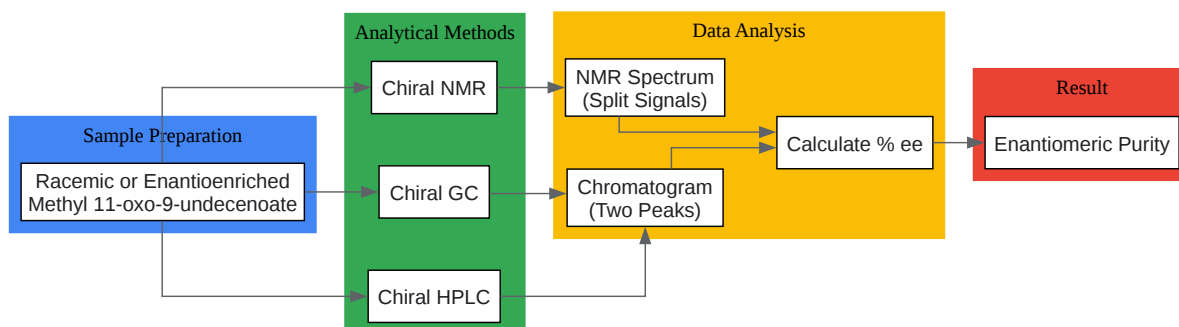 Sample Preparation
Racemic or Enantioenriched
Methyl 11-oxo-9-undecenoate
Analytical Methods
Chiral NMR
Chiral GC
Chiral HPLC
Data Analysis
NMR Spectrum
(Split Signals)
Chromatogram
(Two Peaks)
Calculate % ee
Result
Enantiomeric Purity